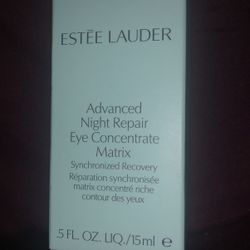 ESTĒE LAUDER
Advanced
Night Repair
Eye Concentrate
Matrix
Synchronized Recovery
Réparation synchronisée
matrix concentré riche
contour des yeux
.5 FL. OZ. LIQ./15ml ℮